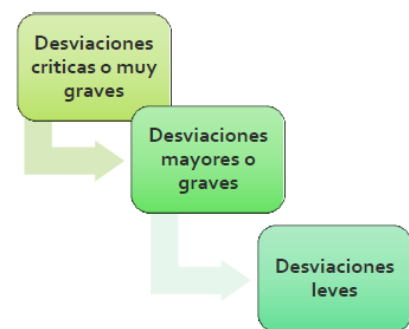 Desviaciones
criticas o muy
graves
Desviaciones
mayores o
graves
Desviaciones
leves